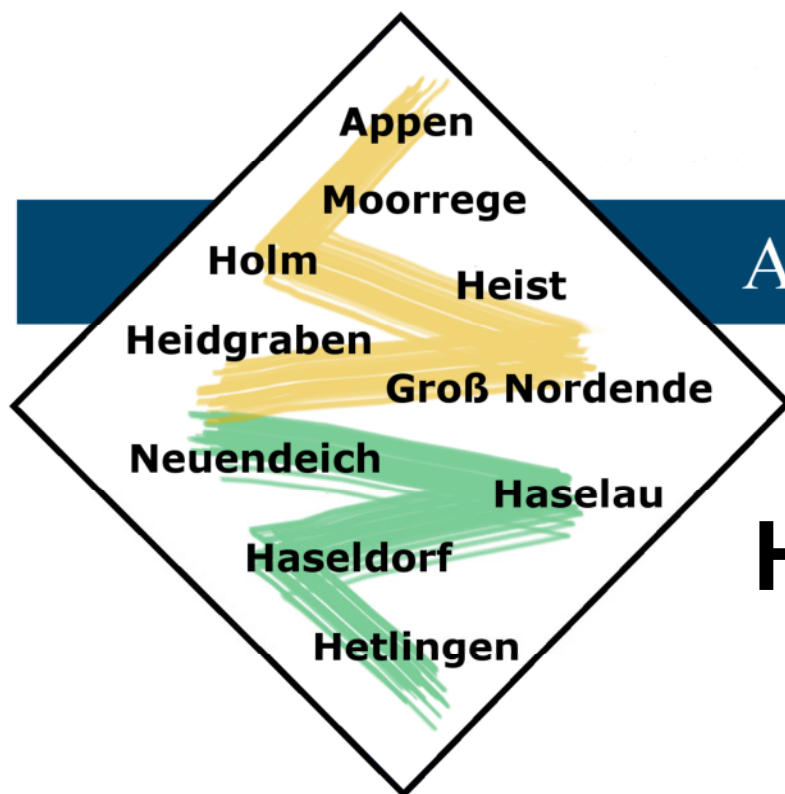 Appen
Moorrege
Holm
Heist
A
Heidgraben
Groß Nordende
Neuendeich
Haselau
H
Haseldorf
Hetlingen